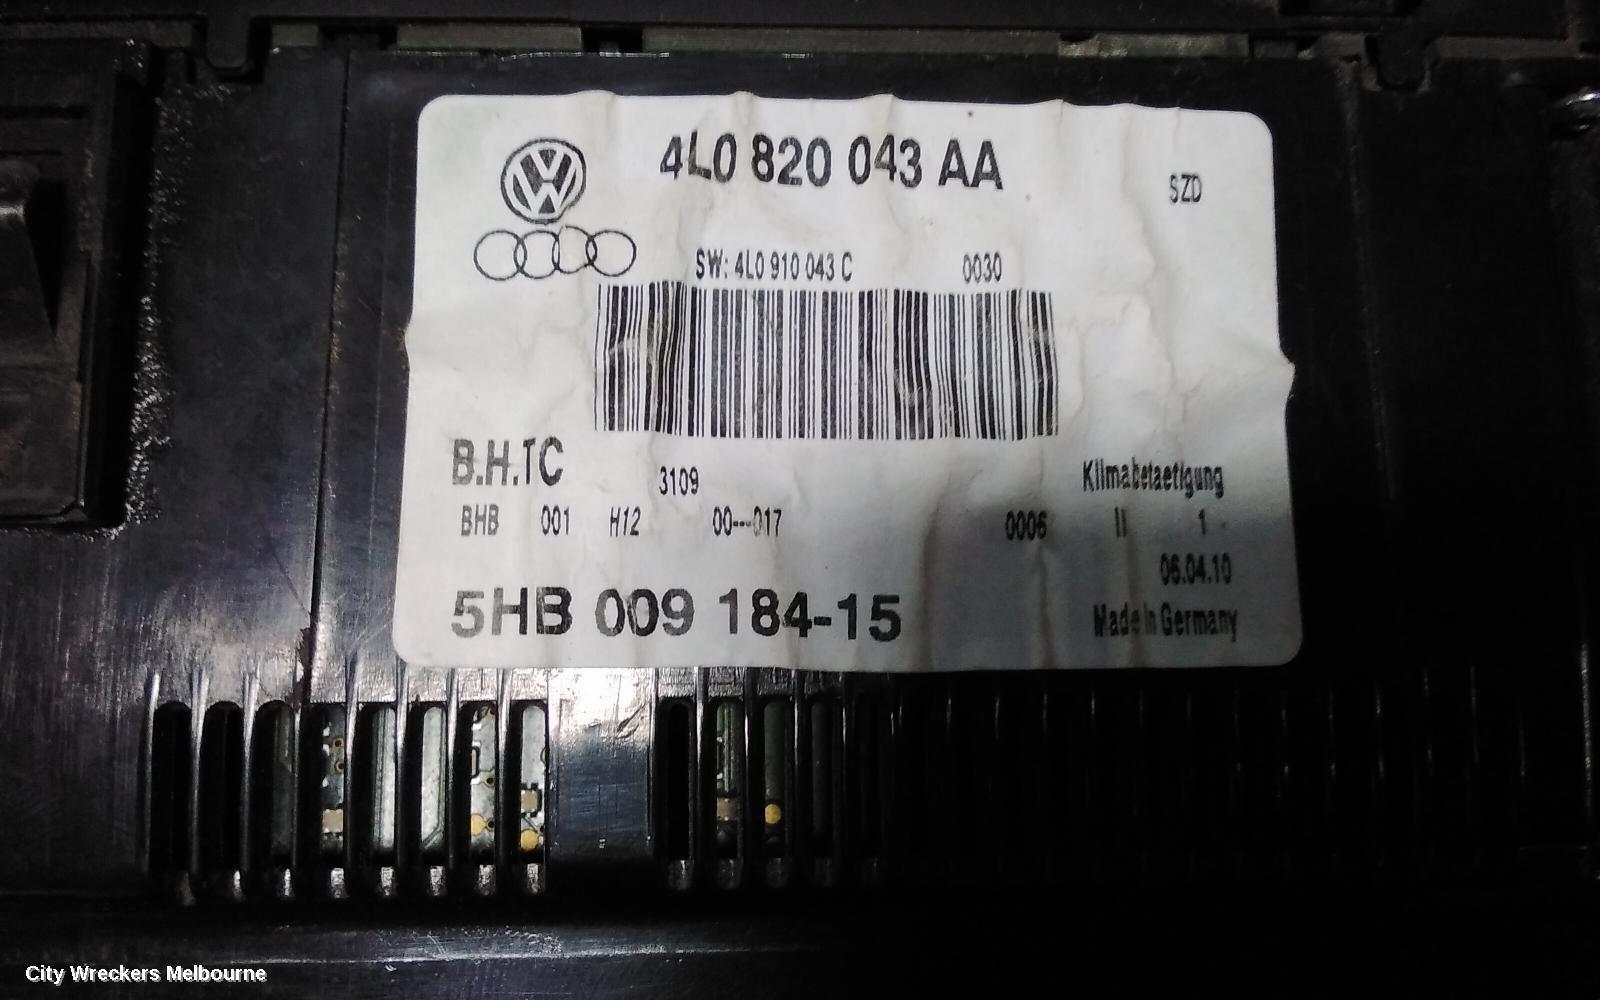 4L0 820 043 AA
SZD
SW: 4L0 910 043 C 0030
B.H.TC
3109
Klimabetaetigung
BHB 001 H12 00---017 0006 II 1
06.04.10
5HB 009 184-15
Made in Germany
City Wreckers Melbourne